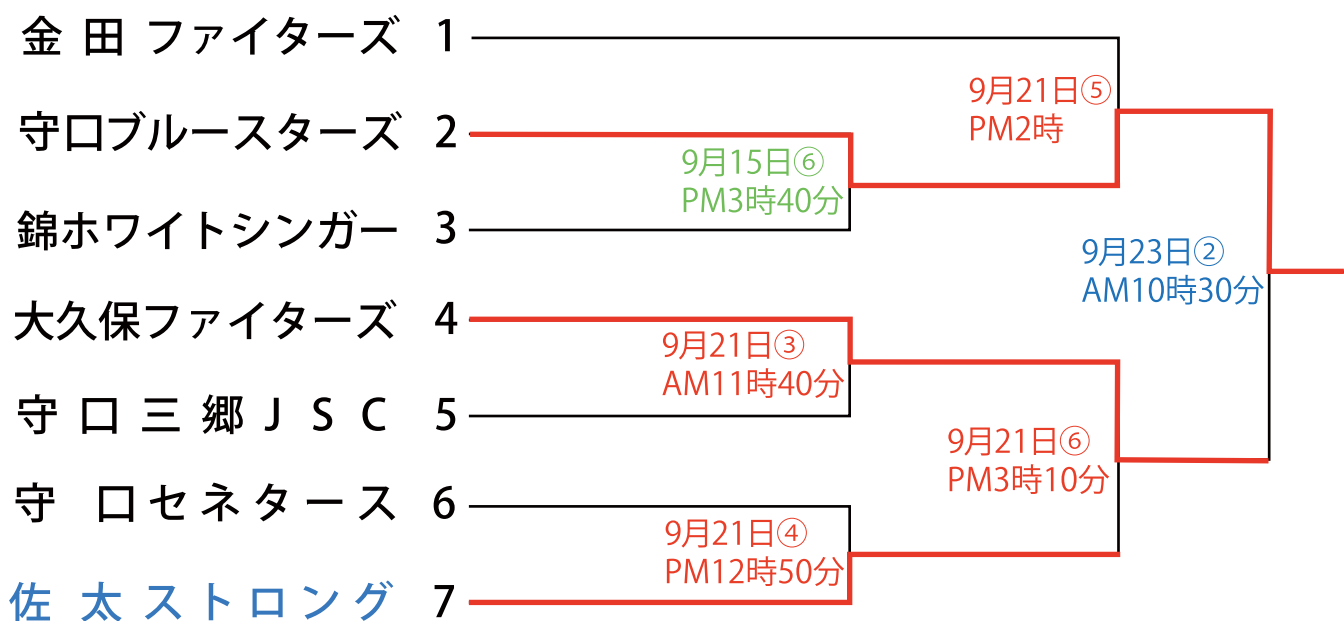 金田ファイターズ 1
9月21日⑤
PM2時
守口ブルースターズ 2
9月15日⑥
PM3時40分
錦ホワイトシンガー 3
9月23日②
AM10時30分
大久保ファイターズ 4
9月21日③
AM11時40分
守口三郷JSC 5
9月21日⑥
PM3時10分
守口セネタース 6
9月21日④
PM12時50分
佐太ストロング 7